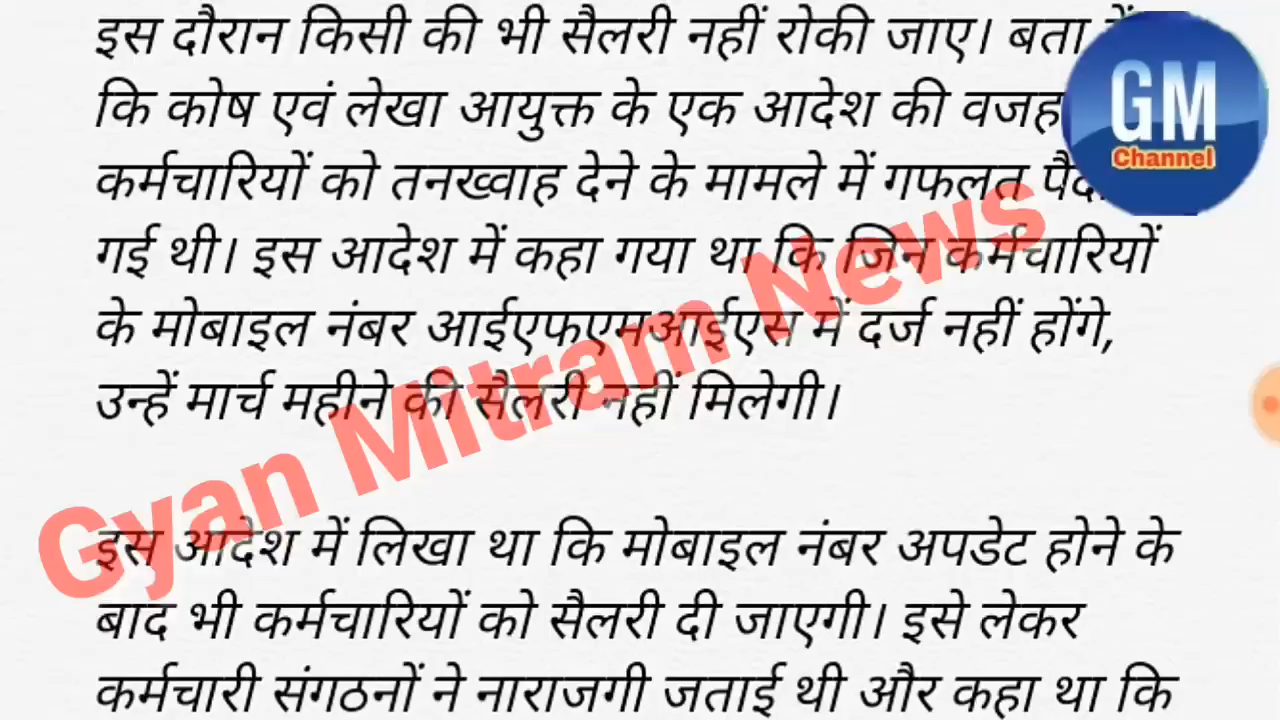 इस दौरान किसी की भी सैलरी नहीं रोकी जाए। बता
कि कोष एवं लेखा आयुक्त के एक आदेश की वजह
कर्मचारियों को तनख्वाह देने के मामले में गफलत
गई थी। इस आदेश में कहा गया था कि जिन कर्मचारियों
के मोबाइल नंबर आईएफएमआईएस में दर्ज नहीं होंगे,
उन्हें मार्च महीने की सैलरी नहीं मिलेगी।
इस आदेश में लिखा था कि मोबाइल नंबर अपडेट होने के
बाद भी कर्मचारियों को सैलरी दी जाएगी। इसे लेकर
कर्मचारी संगठनों ने नाराजगी जताई थी और कहा था कि
GM
Channel
Gyan Mitram News